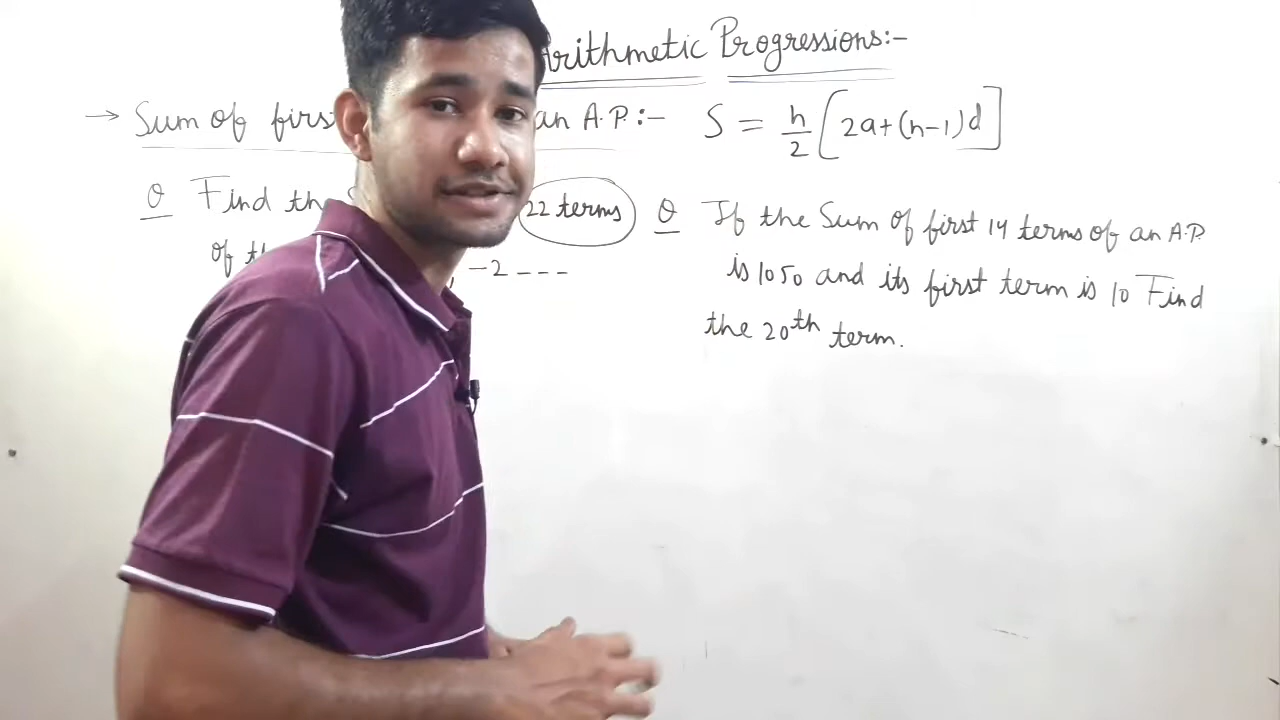 rithmetic Progressions:-
→ Sum of firs an A.P.:- S = n/2 [2a+(n-1)d]
Q Find th 22 terms
of th , -2 ---
Q If the Sum of first 14 terms of an A.P.
is 1050 and its first term is 10 Find
the 20th term.